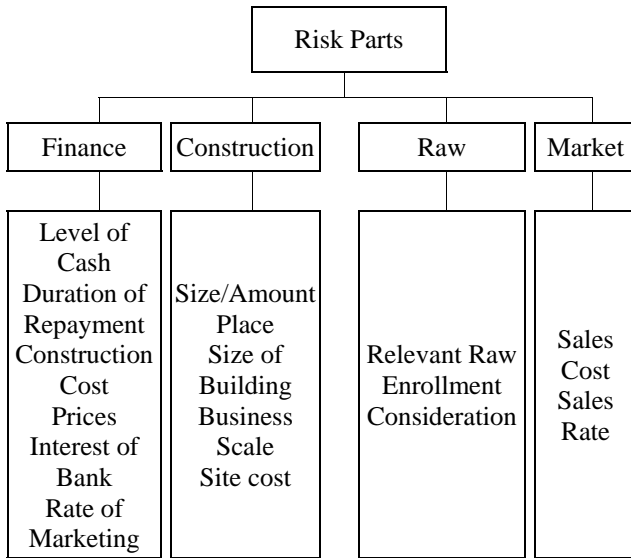 Risk Parts
Finance
Construction
Raw
Market
Level of
Cash
Duration of
Repayment
Construction
Cost
Prices
Interest of
Bank
Rate of
Marketing
Size/Amount
Place
Size of
Building
Business
Scale
Site cost
Relevant Raw
Enrollment
Consideration
Sales
Cost
Sales
Rate